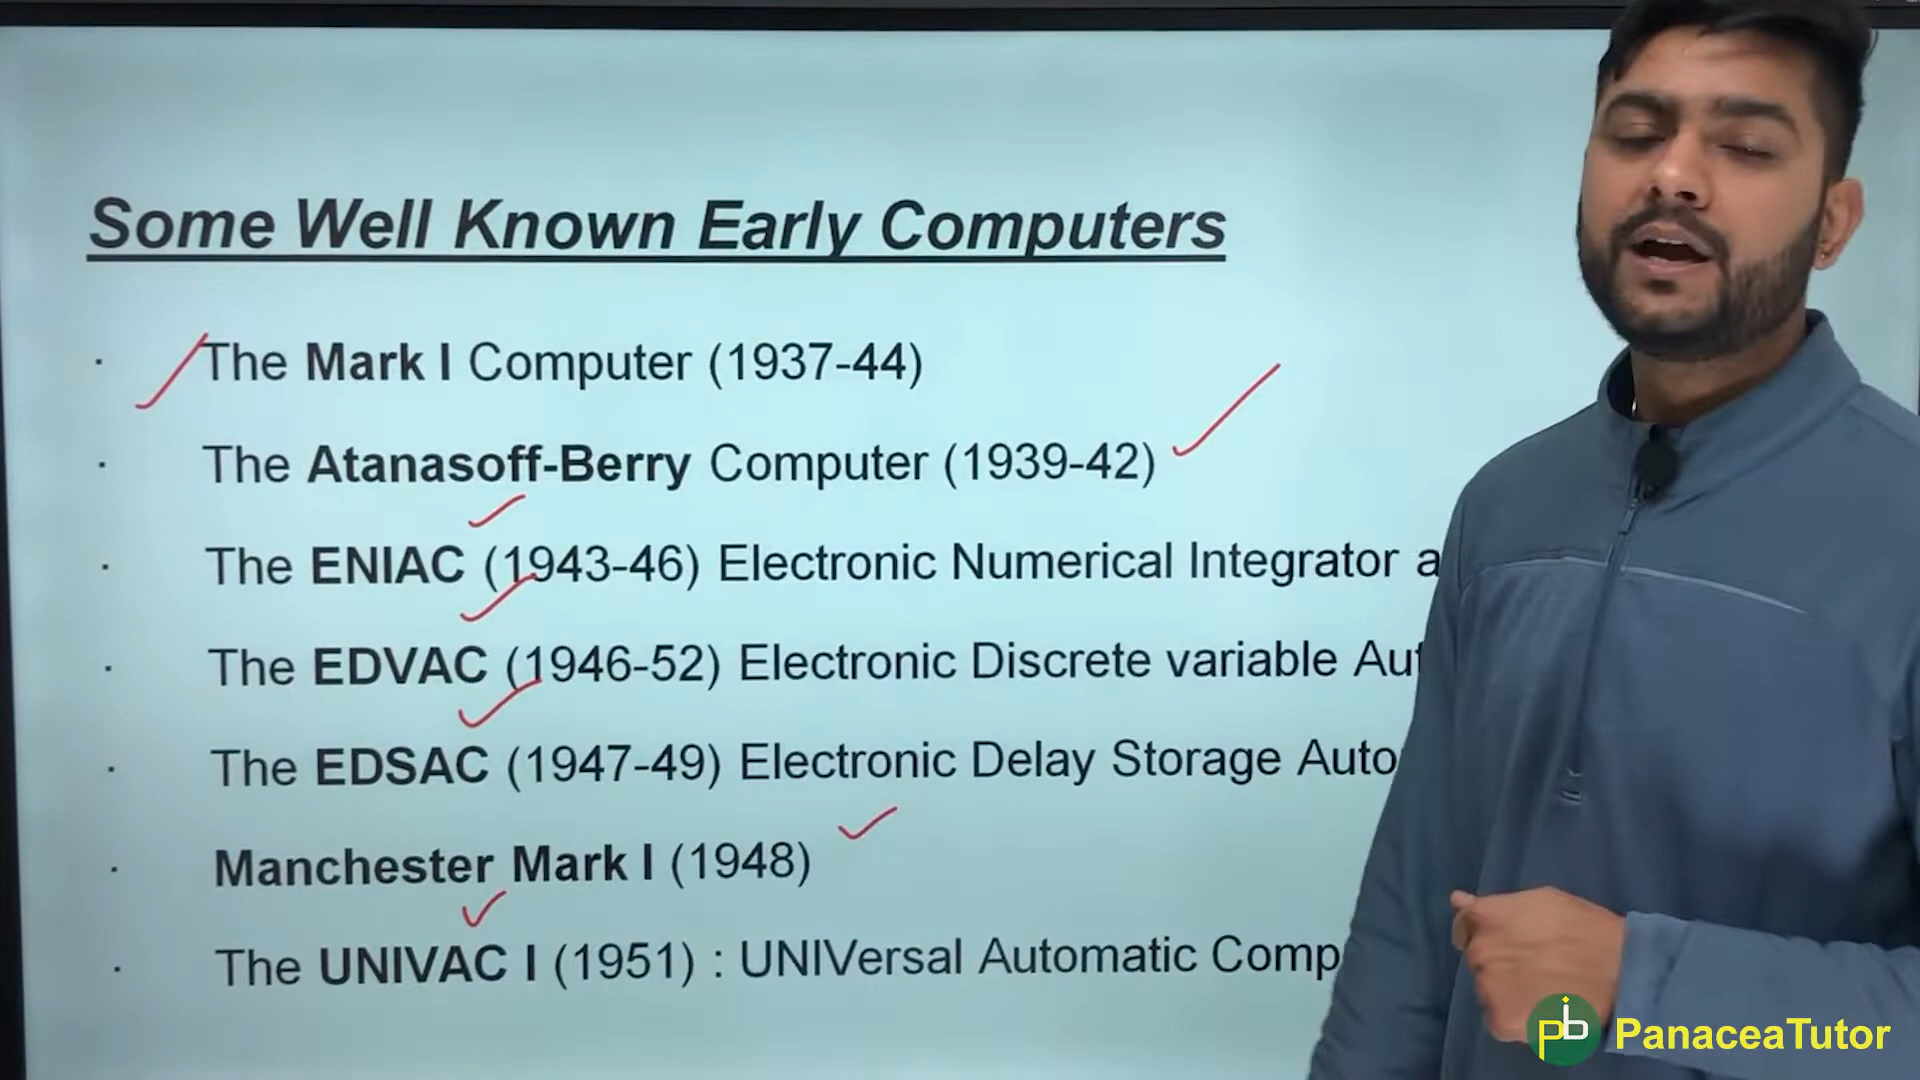 Some Well Known Early Computers
· The Mark I Computer (1937-44)
· The Atanasoff-Berry Computer (1939-42)
· The ENIAC (1943-46) Electronic Numerical Integrator a
· The EDVAC (1946-52) Electronic Discrete variable Aut
· The EDSAC (1947-49) Electronic Delay Storage Auto
· Manchester Mark I (1948)
· The UNIVAC I (1951) : UNIVersal Automatic Comp
pb PanaceaTutor